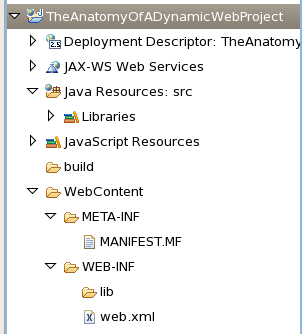 TheAnatomyOfADynamicWebProject
Deployment Descriptor: TheAnatomy
JAX-WS Web Services
Java Resources: src
Libraries
JavaScript Resources
build
WebContent
META-INF
MANIFEST.MF
WEB-INF
lib
web.xml